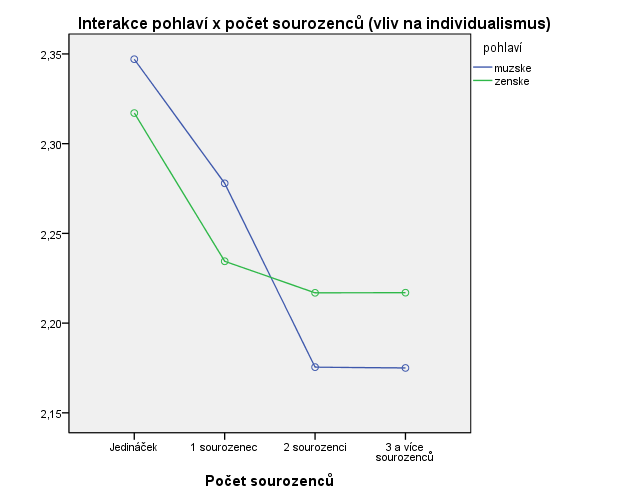 Interakce pohlaví x počet sourozenců (vliv na individualismus)
pohlaví
muzske
zenske
2,35
2,30
2,25
2,20
2,15
Jedináček
1 sourozenec
2 sourozenci
3 a více
sourozenců
Počet sourozenců